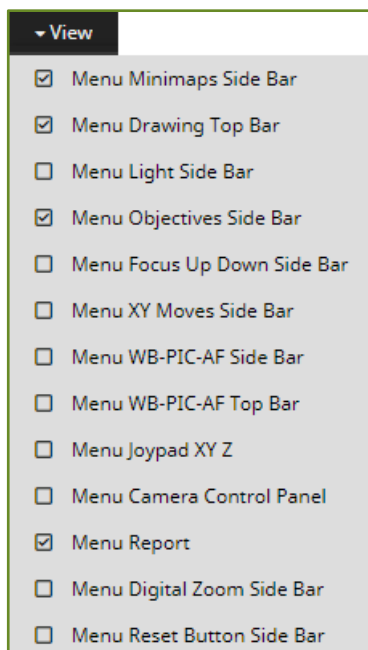 View
Menu Minimaps Side Bar
Menu Drawing Top Bar
Menu Light Side Bar
Menu Objectives Side Bar
Menu Focus Up Down Side Bar
Menu XY Moves Side Bar
Menu WB-PIC-AF Side Bar
Menu WB-PIC-AF Top Bar
Menu Joypad XY Z
Menu Camera Control Panel
Menu Report
Menu Digital Zoom Side Bar
Menu Reset Button Side Bar